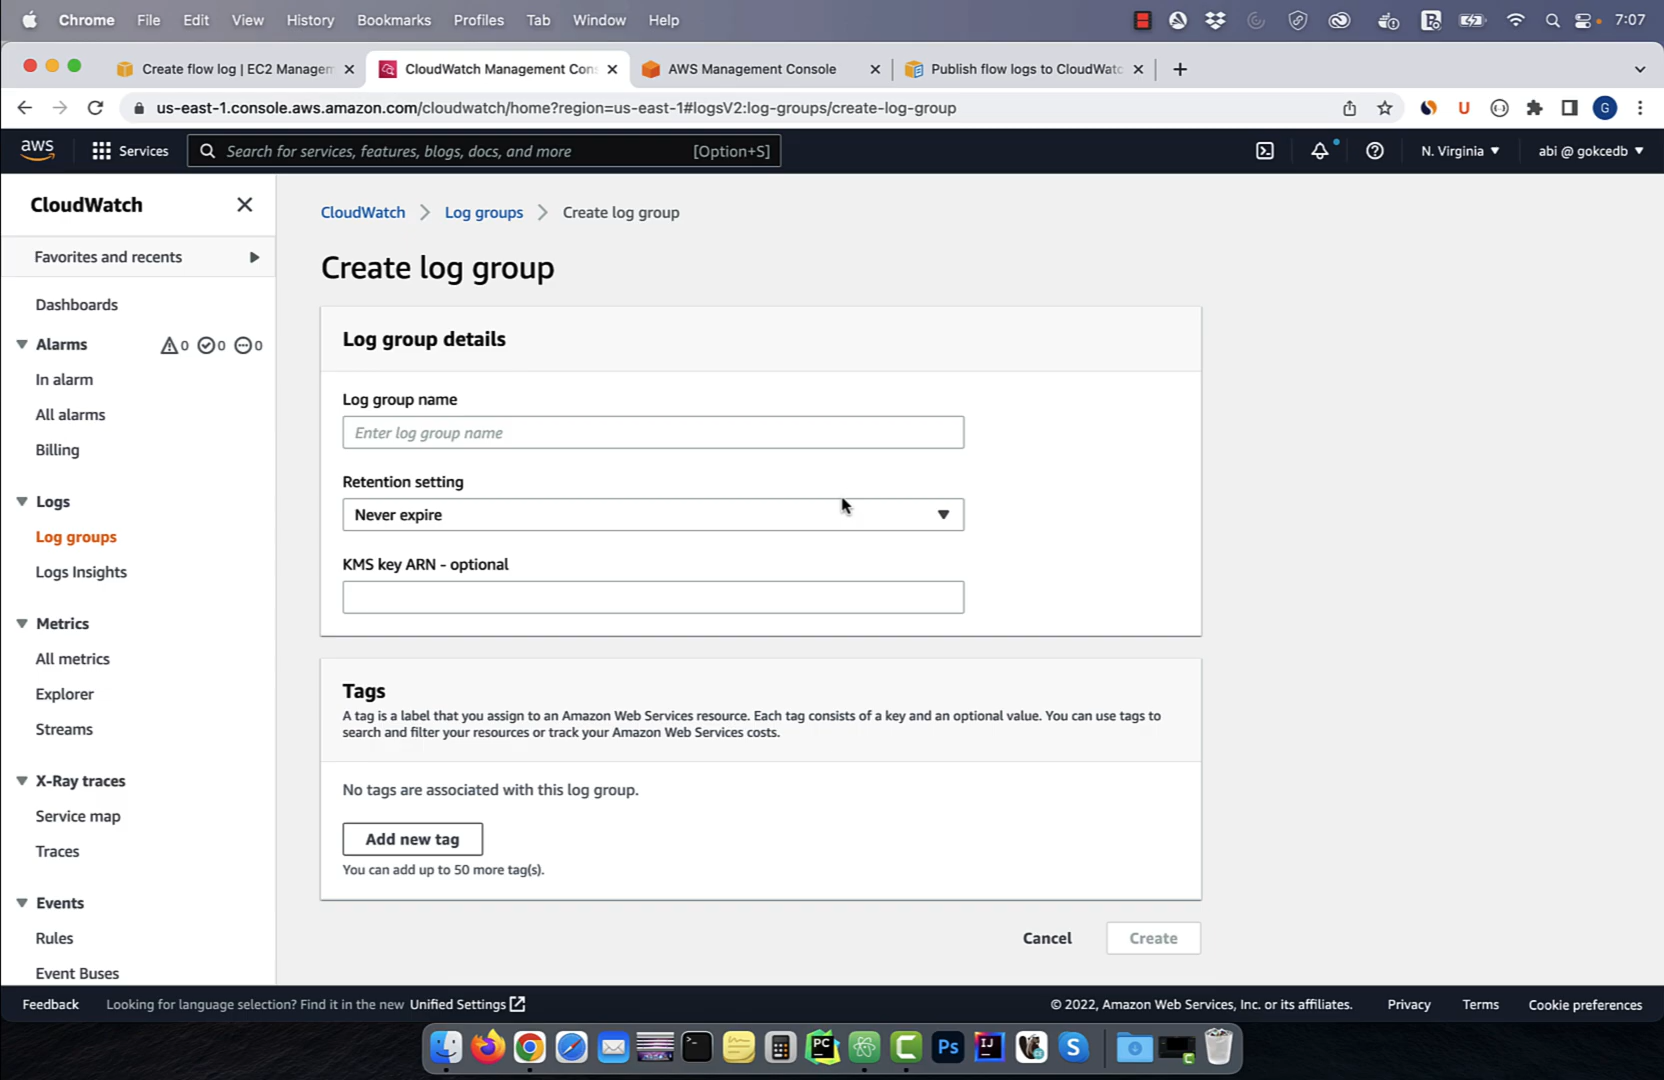 Chrome File Edit View History Bookmarks Profiles Tab Window Help 7:07
Create flow log | EC2 Managem CloudWatch Management Con AWS Management Console Publish flow logs to CloudWatc
us-east-1.console.aws.amazon.com/cloudwatch/home?region=us-east-1#logsV2:log-groups/create-log-group U G
aws Services Search for services, features, blogs, docs, and more [Option+S] N. Virginia abi @ gokcedb
CloudWatch
Favorites and recents
Dashboards
Alarms 0 0 0
In alarm
All alarms
Billing
Logs
Log groups
Logs Insights
Metrics
All metrics
Explorer
Streams
X-Ray traces
Service map
Traces
Events
Rules
Event Buses
CloudWatch Log groups Create log group
Create log group
Log group details
Log group name
Enter log group name
Retention setting
Never expire
KMS key ARN - optional
Tags
A tag is a label that you assign to an Amazon Web Services resource. Each tag consists of a key and an optional value. You can use tags to
search and filter your resources or track your Amazon Web Services costs.
No tags are associated with this log group.
Add new tag
You can add up to 50 more tag(s).
Cancel Create
Feedback Looking for language selection? Find it in the new Unified Settings © 2022, Amazon Web Services, Inc. or its affiliates. Privacy Terms Cookie preferences
PC Ps IJ